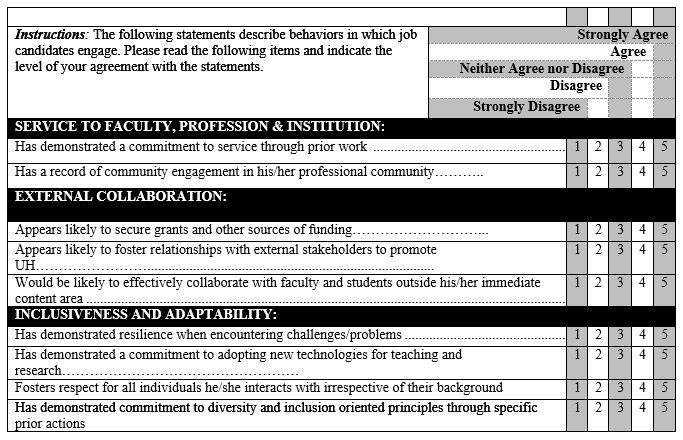 Instructions: The following statements describe behaviors in which job
candidates engage. Please read the following items and indicate the
level of your agreement with the statements.
Strongly Agree
Agree
Neither Agree nor Disagree
Disagree
Strongly Disagree
SERVICE TO FACULTY, PROFESSION & INSTITUTION:
Has demonstrated a commitment to service through prior work ................................................ 1 2 3 4 5
Has a record of community engagement in his/her professional community……….. 1 2 3 4 5
EXTERNAL COLLABORATION:
Appears likely to secure grants and other sources of funding………………………….. 1 2 3 4 5
Appears likely to foster relationships with external stakeholders to promote
UH…………………………………………………………………………... 1 2 3 4 5
Would be likely to effectively collaborate with faculty and students outside his/her immediate
content area ........................................................................................................ 1 2 3 4 5
INCLUSIVENESS AND ADAPTABILITY:
Has demonstrated resilience when encountering challenges/problems ........................................ 1 2 3 4 5
Has demonstrated a commitment to adopting new technologies for teaching and
research……………………………………………… 1 2 3 4 5
Fosters respect for all individuals he/she interacts with irrespective of their background 1 2 3 4 5
Has demonstrated commitment to diversity and inclusion oriented principles through specific
prior actions 1 2 3 4 5